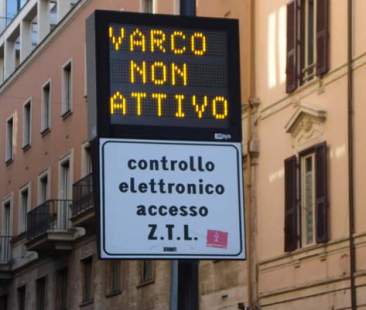 VARCO
NON
ATTIVO
controllo
elettronico
accesso
Z.T.L.